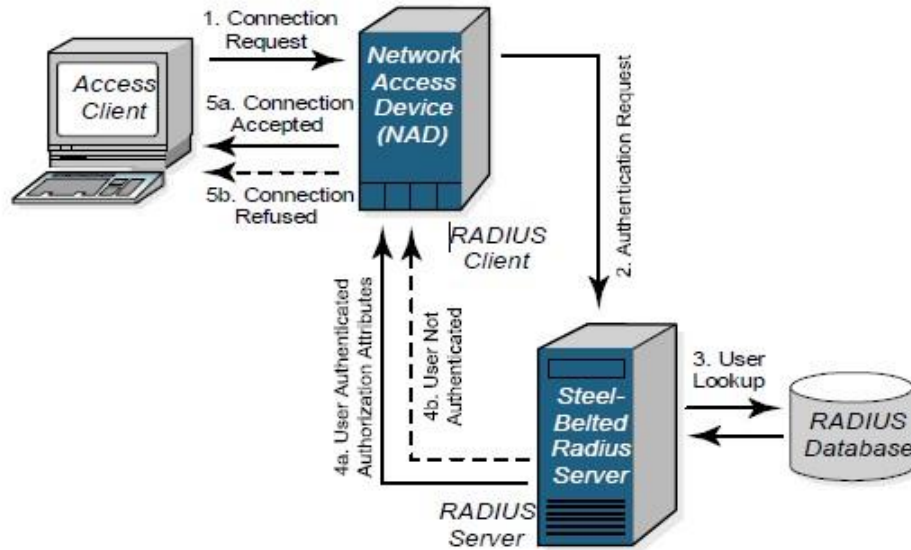 1. Connection
Request
Access
Client
5a. Connection
Accepted
5b. Connection
Refused
Network
Access
Device
(NAD)
RADIUS
Client
2. Authentication Request
4a. User Authenticated
Authorization Attributes
4b. User Not
Authenticated
3. User
Lookup
Steel-
Belted
Radius
Server
RADIUS
Server
RADIUS
Database